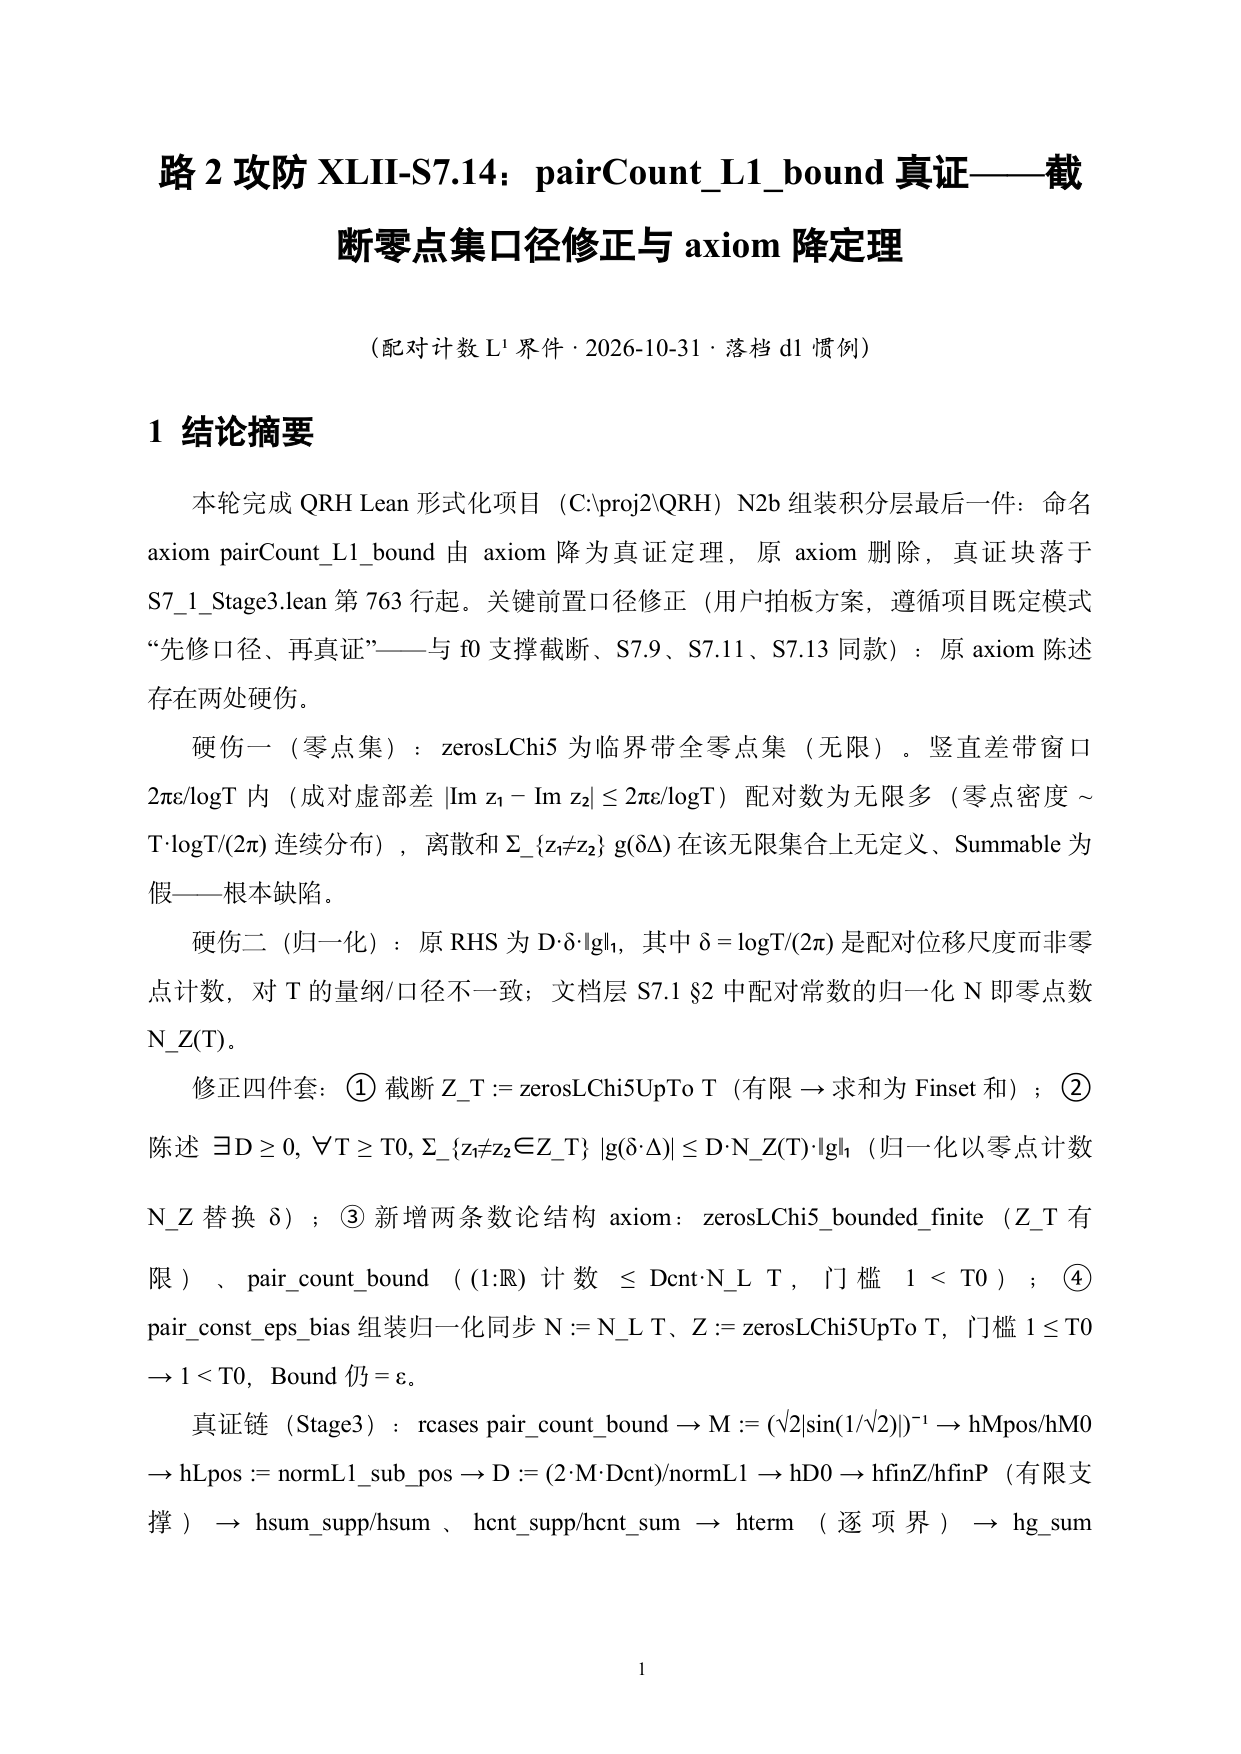 路 2 攻防 XLII-S7.14：pairCount_L1_bound 真证——截
断零点集口径修正与 axiom 降定理
（配对计数 L¹ 界件 · 2026-10-31 · 落档 d1 惯例）
1 结论摘要
本轮完成 QRH Lean 形式化项目（C:\proj2\QRH）N2b 组装积分层最后一件：命名
axiom pairCount_L1_bound 由 axiom 降为真证定理，原 axiom 删除，真证块落于
S7_1_Stage3.lean 第 763 行起。关键前置口径修正（用户拍板方案，遵循项目既定模式
“先修口径、再真证”——与 f0 支撑截断、S7.9、S7.11、S7.13 同款）：原 axiom 陈述
存在两处硬伤。
硬伤一（零点集）：zerosLChi5 为临界带全零点集（无限）。竖直差带窗口
2πε/logT 内（成对虚部差 |Im z₁ − Im z₂| ≤ 2πε/logT）配对数为无限多（零点密度 ~
T·logT/(2π) 连续分布），离散和 Σ_{z₁≠z₂} g(δΔ) 在该无限集合上无定义、Summable 为
假——根本缺陷。
硬伤二（归一化）：原 RHS 为 D·δ·‖g‖₁，其中 δ = logT/(2π) 是配对位移尺度而非零
点计数，对 T 的量纲/口径不一致；文档层 S7.1 §2 中配对常数的归一化 N 即零点数
N_Z(T)。
修正四件套：① 截断 Z_T := zerosLChi5UpTo T（有限 → 求和为 Finset 和）；②
陈述 ∃D ≥ 0, ∀T ≥ T0, Σ_{z₁≠z₂∈Z_T} |g(δ·Δ)| ≤ D·N_Z(T)·‖g‖₁（归一化以零点计数
N_Z 替换 δ）；③ 新增两条数论结构 axiom：zerosLChi5_bounded_finite（Z_T 有
限）、pair_count_bound（(1:ℝ) 计数 ≤ Dcnt·N_L T，门槛 1 < T0）；④
pair_const_eps_bias 组装归一化同步 N := N_L T、Z := zerosLChi5UpTo T，门槛 1 ≤ T0
→ 1 < T0，Bound 仍 = ε。
真证链（Stage3）：rcases pair_count_bound → M := (√2|sin(1/√2)|)⁻¹ → hMpos/hM0
→ hLpos := normL1_sub_pos → D := (2·M·Dcnt)/normL1 → hD0 → hfinZ/hfinP（有限支
撑）→ hsum_supp/hsum、hcnt_supp/hcnt_sum → hterm（逐项界）→ hg_sum
1